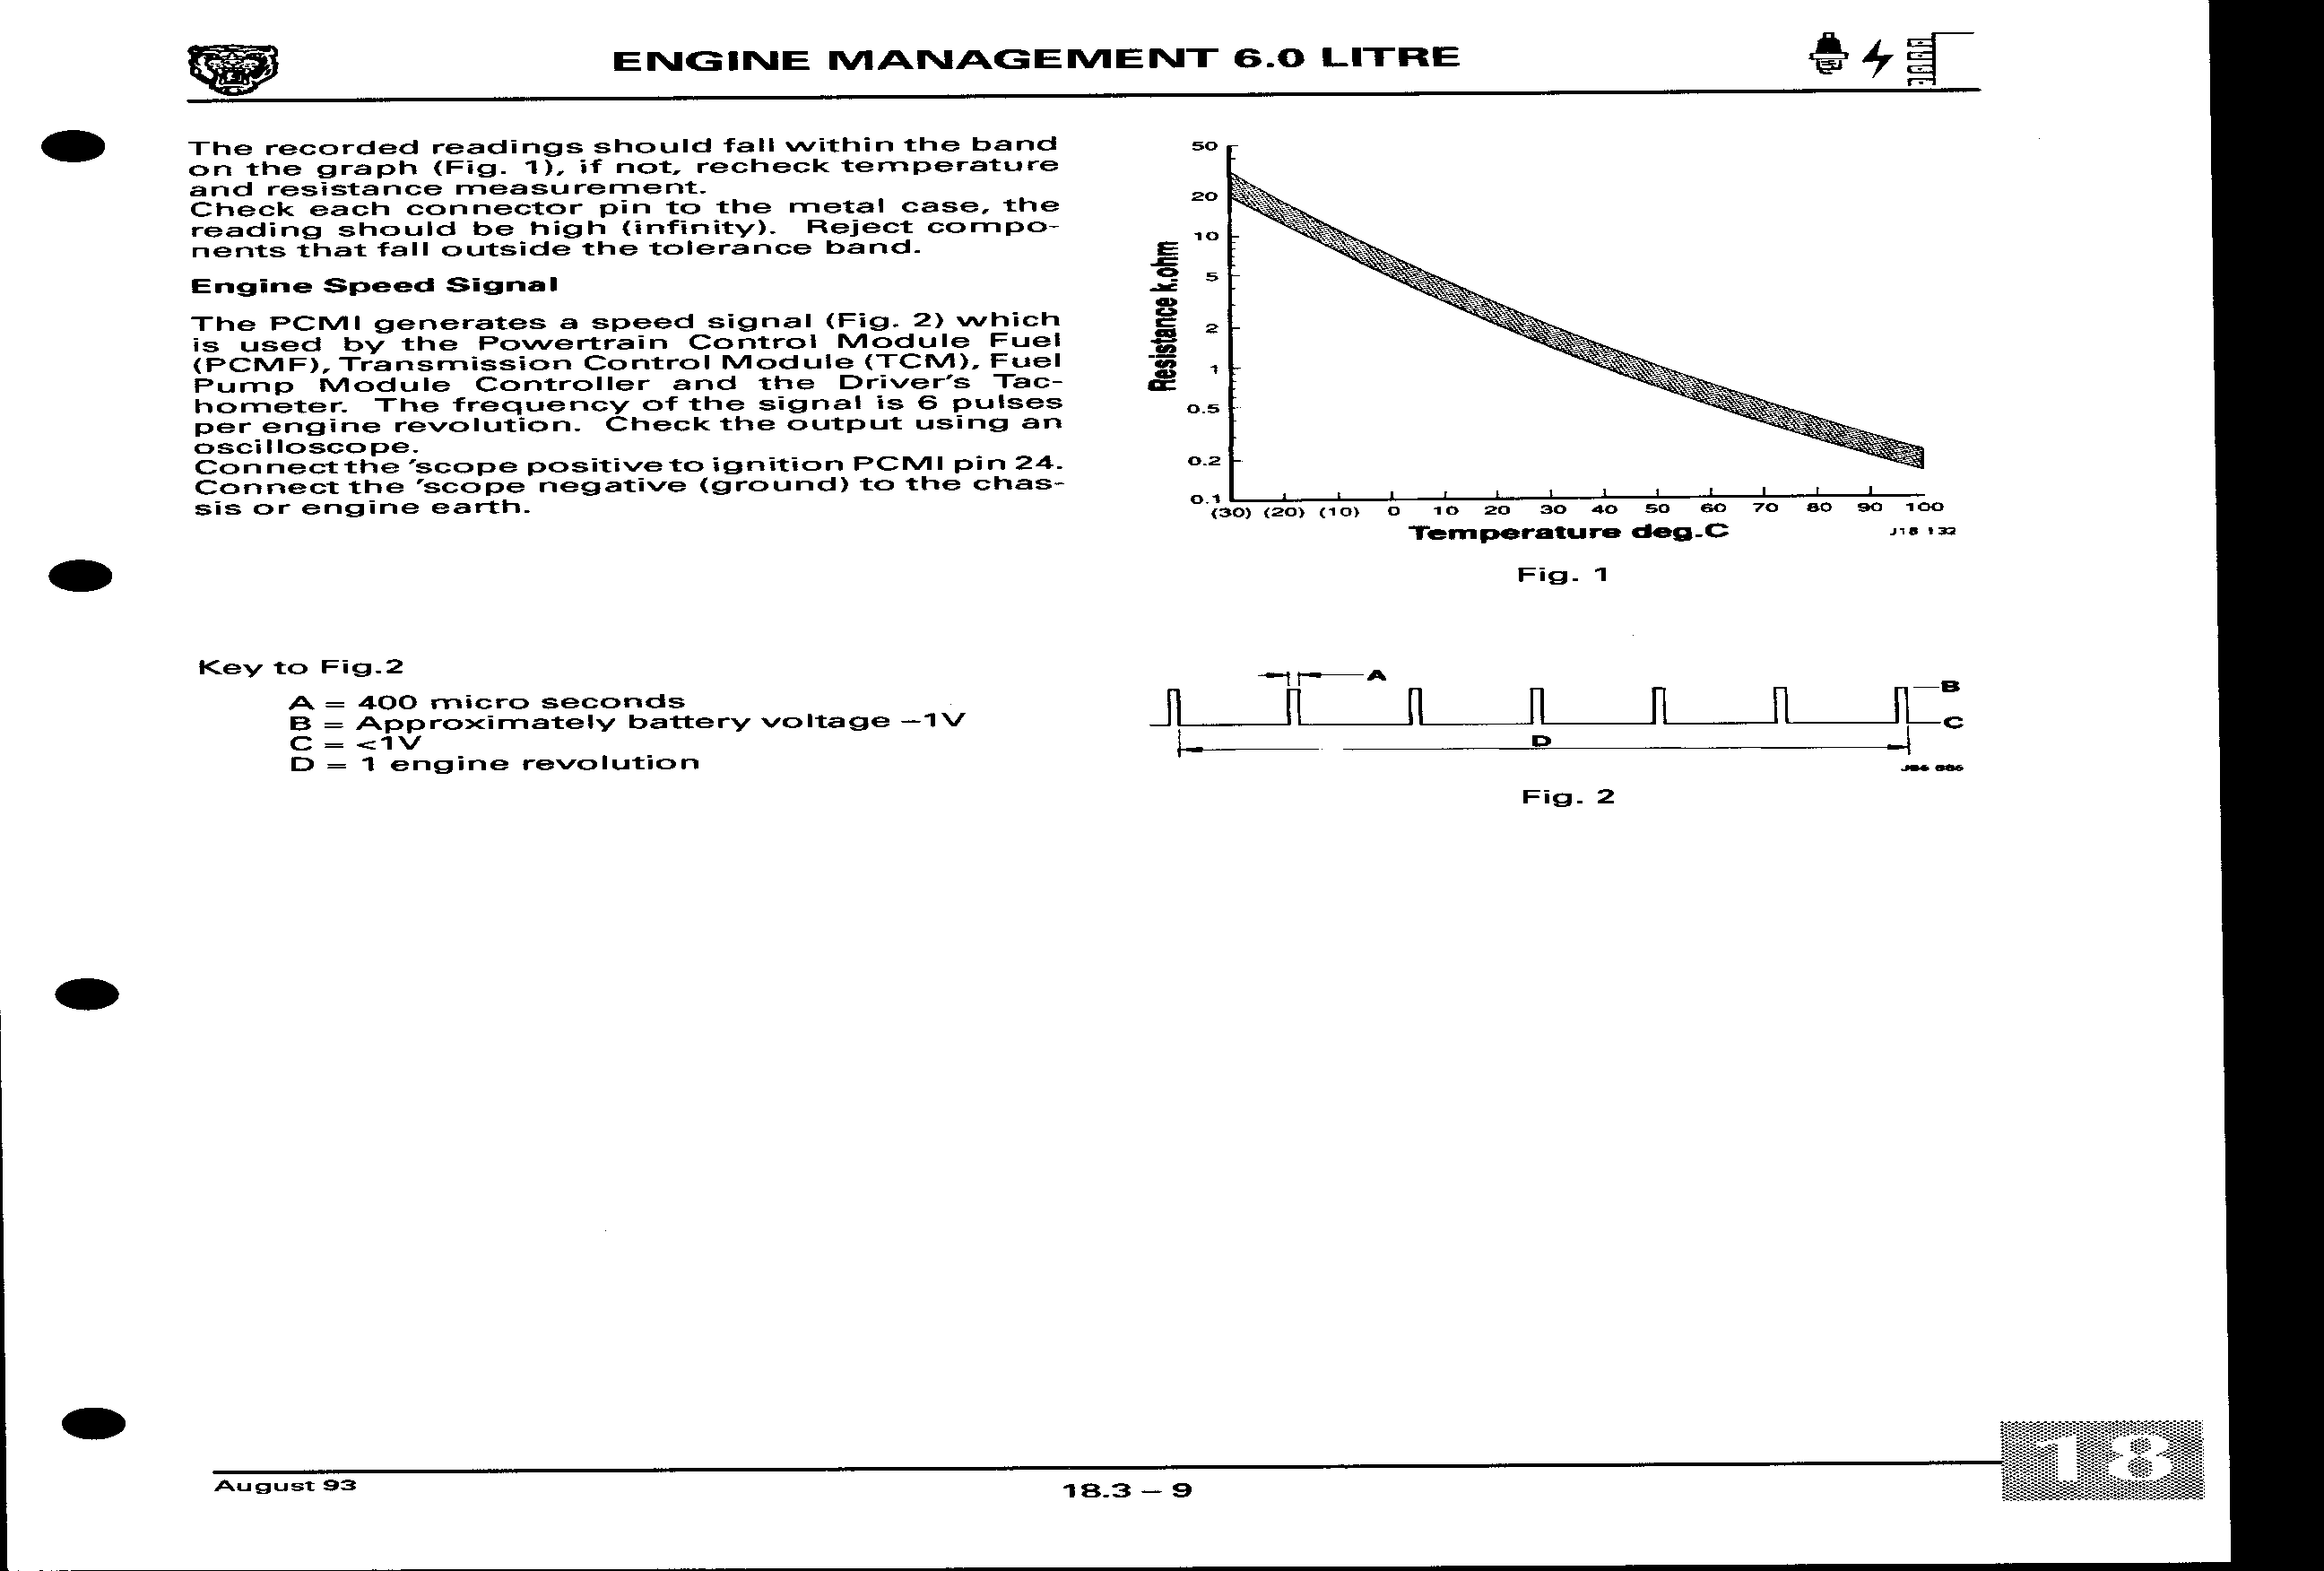 ENGINE MANAGEMENT 6.0 LITRE
The recorded readings should fall within the band
on the graph (Fig. 1), if not, recheck temperature
and resistance measurement.
Check each connector pin to the metal case, the
reading should be high (infinity). Reject compo-
nents that fall outside the tolerance band.
Engine Speed Signal
The PCMI generates a speed signal (Fig. 2) which
is used by the Powertrain Control Module Fuel
(PCMF), Transmission Control Module (TCM), Fuel
Pump Module Controller and the Driver's Tac-
hometer. The frequency of the signal is 6 pulses
per engine revolution. Check the output using an
oscilloscope.
Connect the 'scope positive to ignition PCMI pin 24.
Connect the 'scope negative (ground) to the chas-
sis or engine earth.
50
20
10
5
2
1
0.5
0.2
0.1
Resistance k.ohm
(30) (20) (10) 0 10 20 30 40 50 60 70 80 90 100
Temperature deg.C
J18 132
Fig. 1
Key to Fig.2
A = 400 micro seconds
B = Approximately battery voltage –1V
C = <1V
D = 1 engine revolution
A
B
C
D
Fig. 2
August 93
18.3 – 9
18